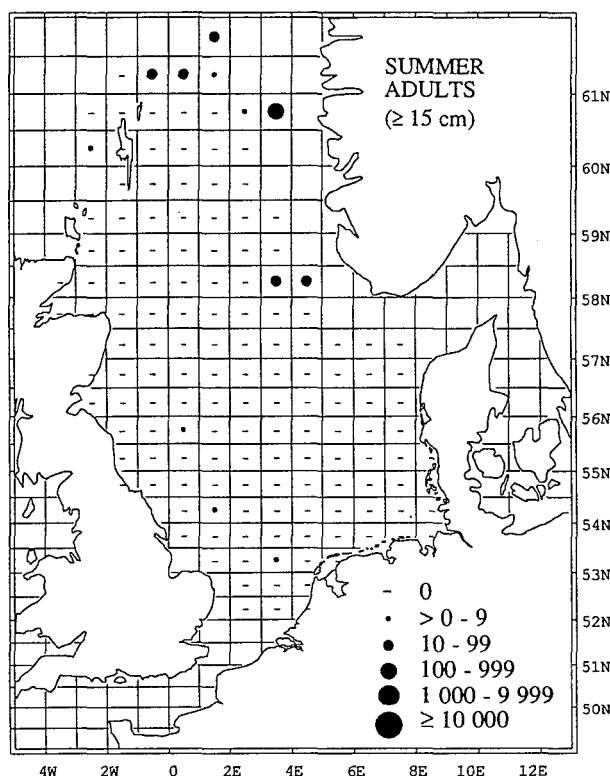 SUMMER
ADULTS
(≥ 15 cm)
61N
60N
59N
58N
57N
56N
55N
54N
53N
52N
51N
50N
- 0
> 0 - 9
10 - 99
100 - 999
1 000 - 9 999
≥ 10 000
4W 2W 0 2E 4E 6E 8E 10E 12E